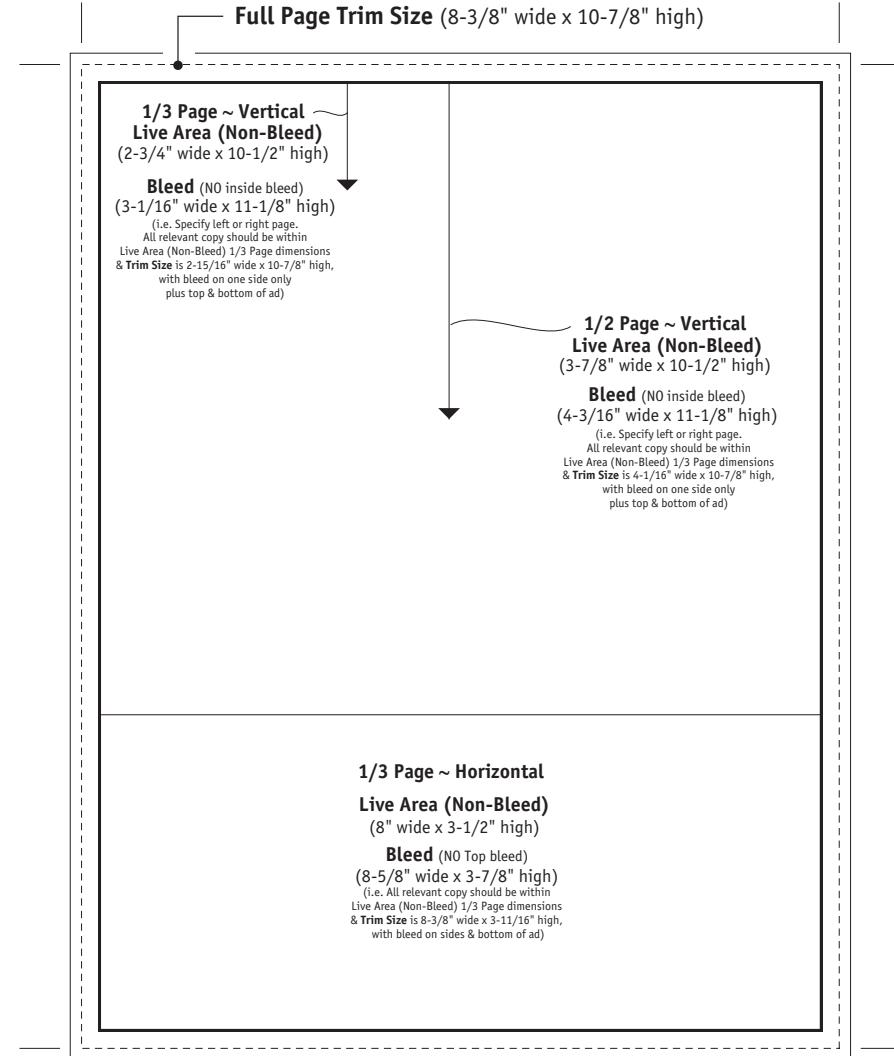 Full Page Trim Size (8-3/8" wide x 10-7/8" high)
1/3 Page ~ Vertical
Live Area (Non-Bleed)
(2-3/4" wide x 10-1/2" high)
Bleed (NO inside bleed)
(3-1/16" wide x 11-1/8" high)
(i.e. Specify left or right page.
All relevant copy should be within
Live Area (Non-Bleed) 1/3 Page dimensions
& Trim Size is 2-15/16" wide x 10-7/8" high,
with bleed on one side only
plus top & bottom of ad)
1/2 Page ~ Vertical
Live Area (Non-Bleed)
(3-7/8" wide x 10-1/2" high)
Bleed (NO inside bleed)
(4-3/16" wide x 11-1/8" high)
(i.e. Specify left or right page.
All relevant copy should be within
Live Area (Non-Bleed) 1/3 Page dimensions
& Trim Size is 4-1/16" wide x 10-7/8" high,
with bleed on one side only
plus top & bottom of ad)
1/3 Page ~ Horizontal
Live Area (Non-Bleed)
(8" wide x 3-1/2" high)
Bleed (NO Top bleed)
(8-5/8" wide x 3-7/8" high)
(i.e. All relevant copy should be within
Live Area (Non-Bleed) 1/3 Page dimensions
& Trim Size is 8-3/8" wide x 3-11/16" high,
with bleed on sides & bottom of ad)